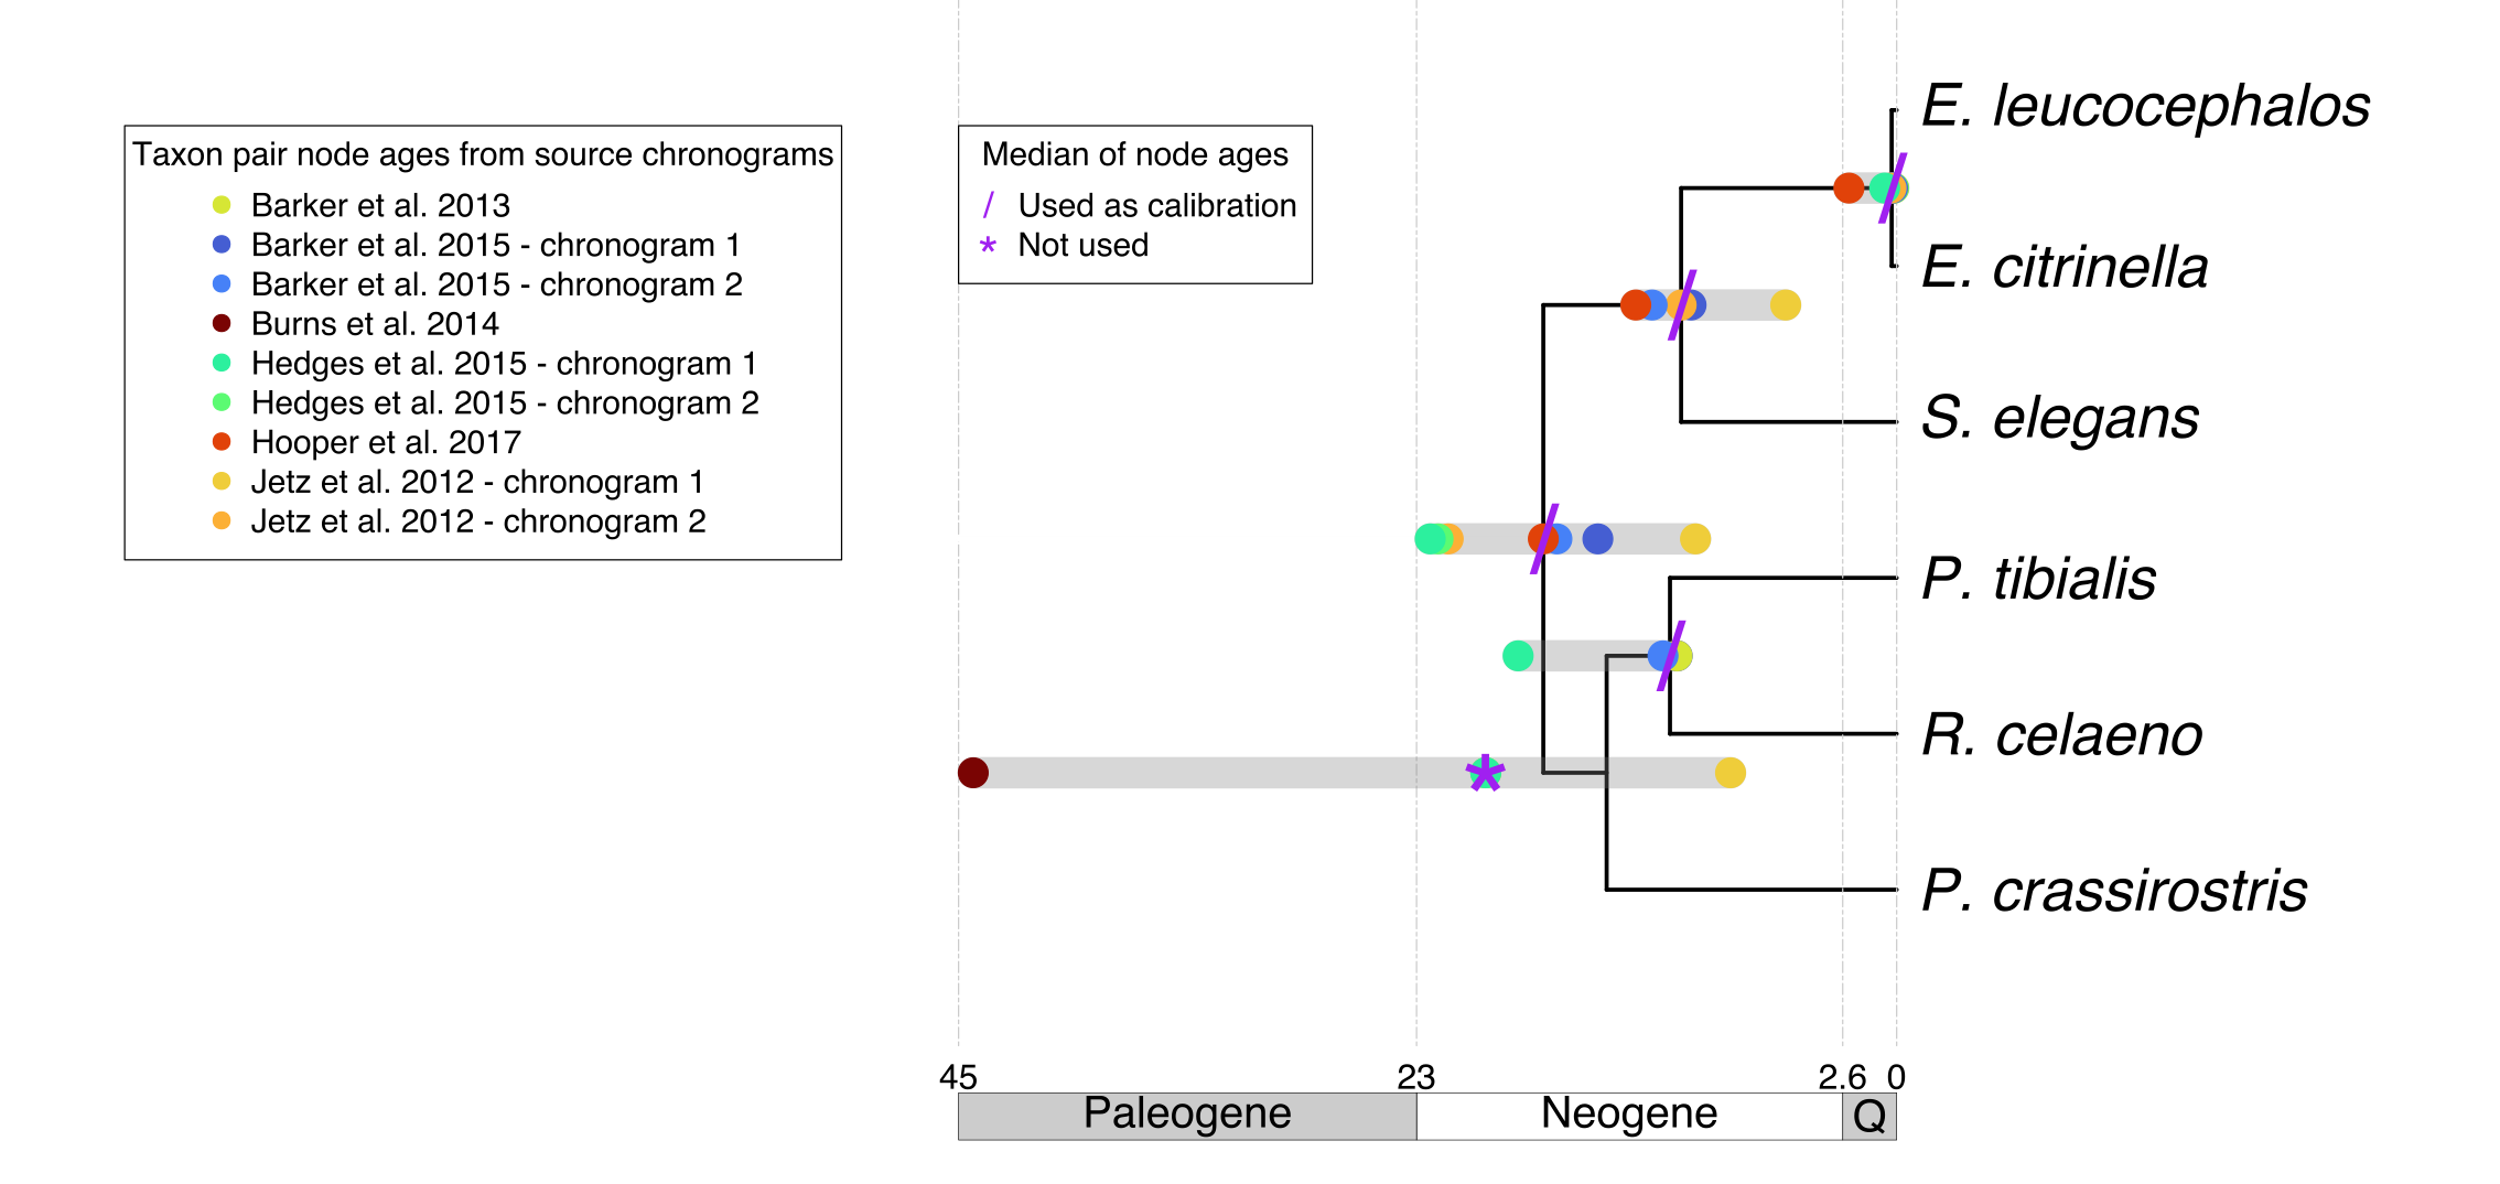 Taxon pair node ages from source chronograms
Barker et al. 2013
Barker et al. 2015 - chronogram 1
Barker et al. 2015 - chronogram 2
Burns et al. 2014
Hedges et al. 2015 - chronogram 1
Hedges et al. 2015 - chronogram 2
Hooper et al. 2017
Jetz et al. 2012 - chronogram 1
Jetz et al. 2012 - chronogram 2
Median of node ages
/ Used as calibration
* Not used
E. leucocephalos
E. citrinella
S. elegans
P. tibialis
R. celaeno
P. crassirostris
45 23 2.6 0
Paleogene Neogene Q